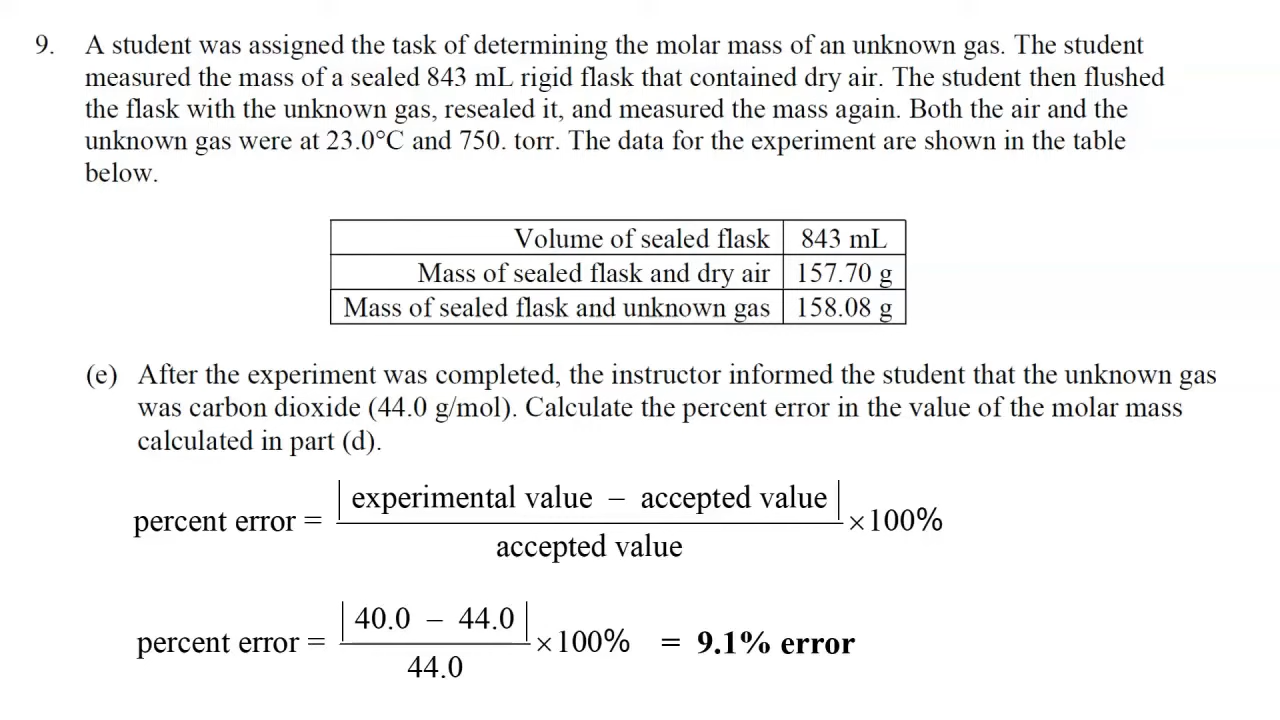 9. A student was assigned the task of determining the molar mass of an unknown gas. The student
measured the mass of a sealed 843 mL rigid flask that contained dry air. The student then flushed
the flask with the unknown gas, resealed it, and measured the mass again. Both the air and the
unknown gas were at 23.0°C and 750. torr. The data for the experiment are shown in the table
below.
Volume of sealed flask 843 mL
Mass of sealed flask and dry air 157.70 g
Mass of sealed flask and unknown gas 158.08 g
(e) After the experiment was completed, the instructor informed the student that the unknown gas
was carbon dioxide (44.0 g/mol). Calculate the percent error in the value of the molar mass
calculated in part (d).
| experimental value – accepted value |
percent error = ×100%
accepted value
| 40.0 – 44.0 |
percent error = ×100% = 9.1% error
44.0